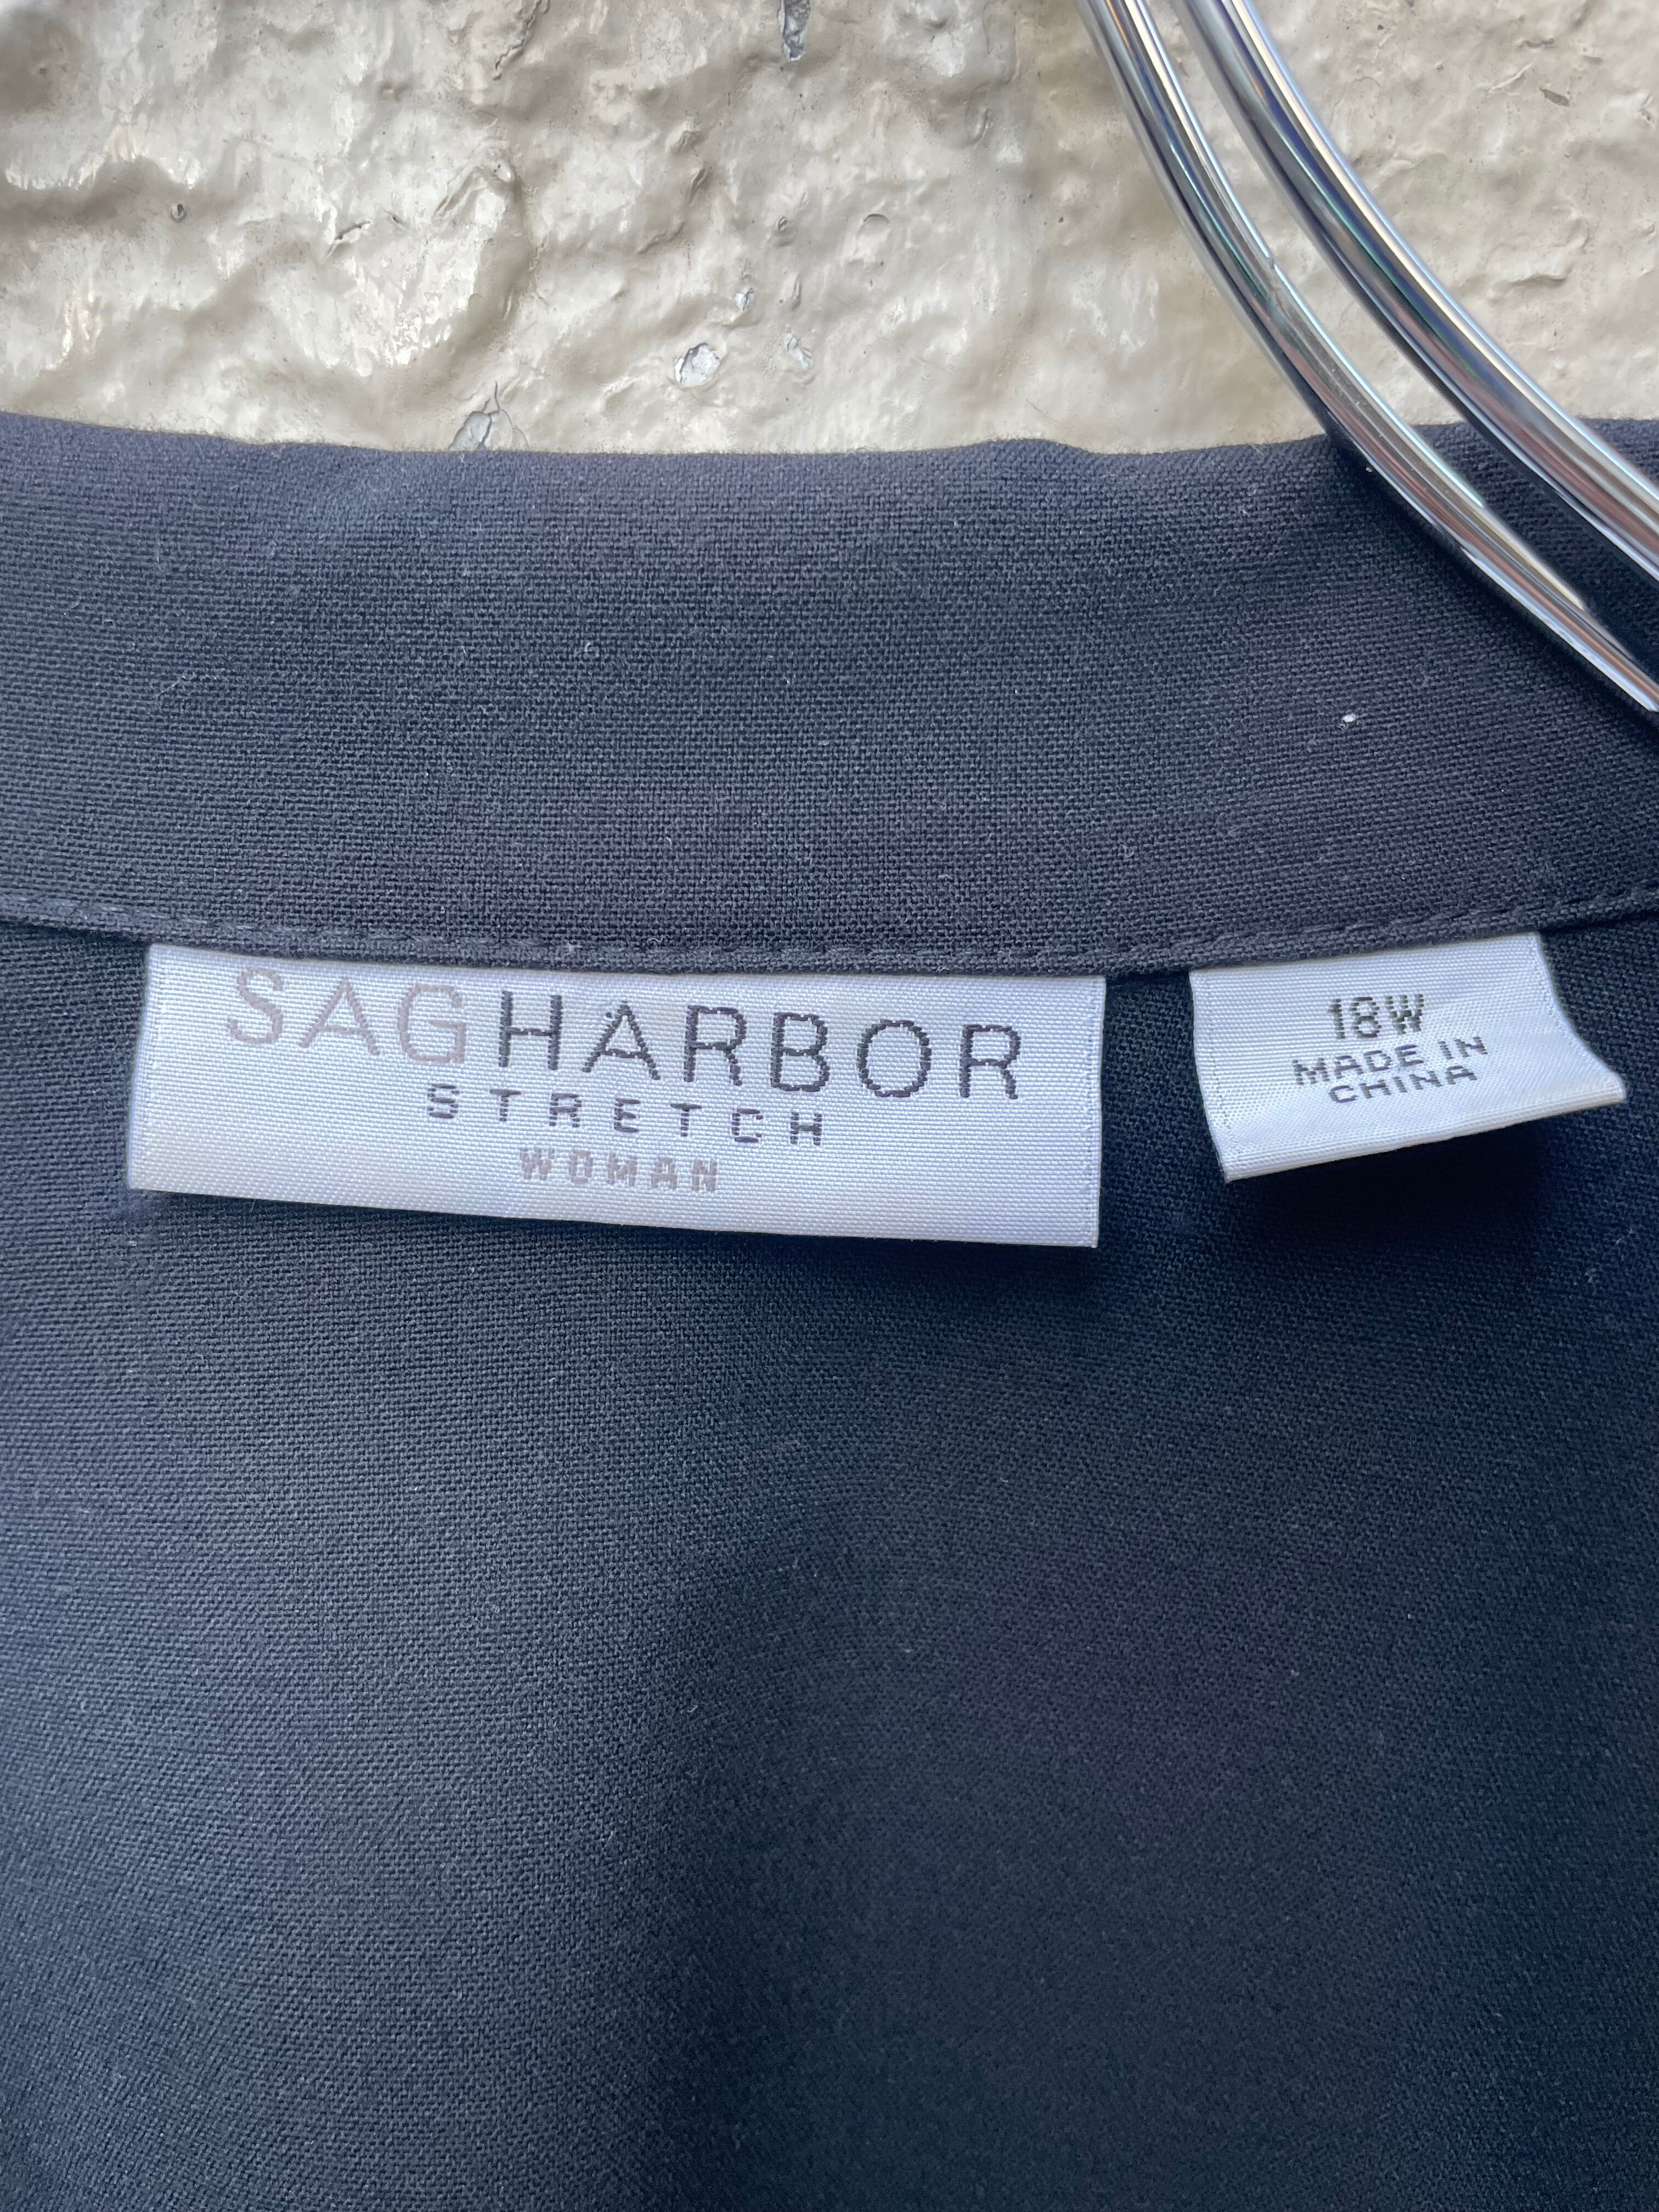 SAGHARBOR
STRETCH
WOMAN
18W
MADE IN
CHINA